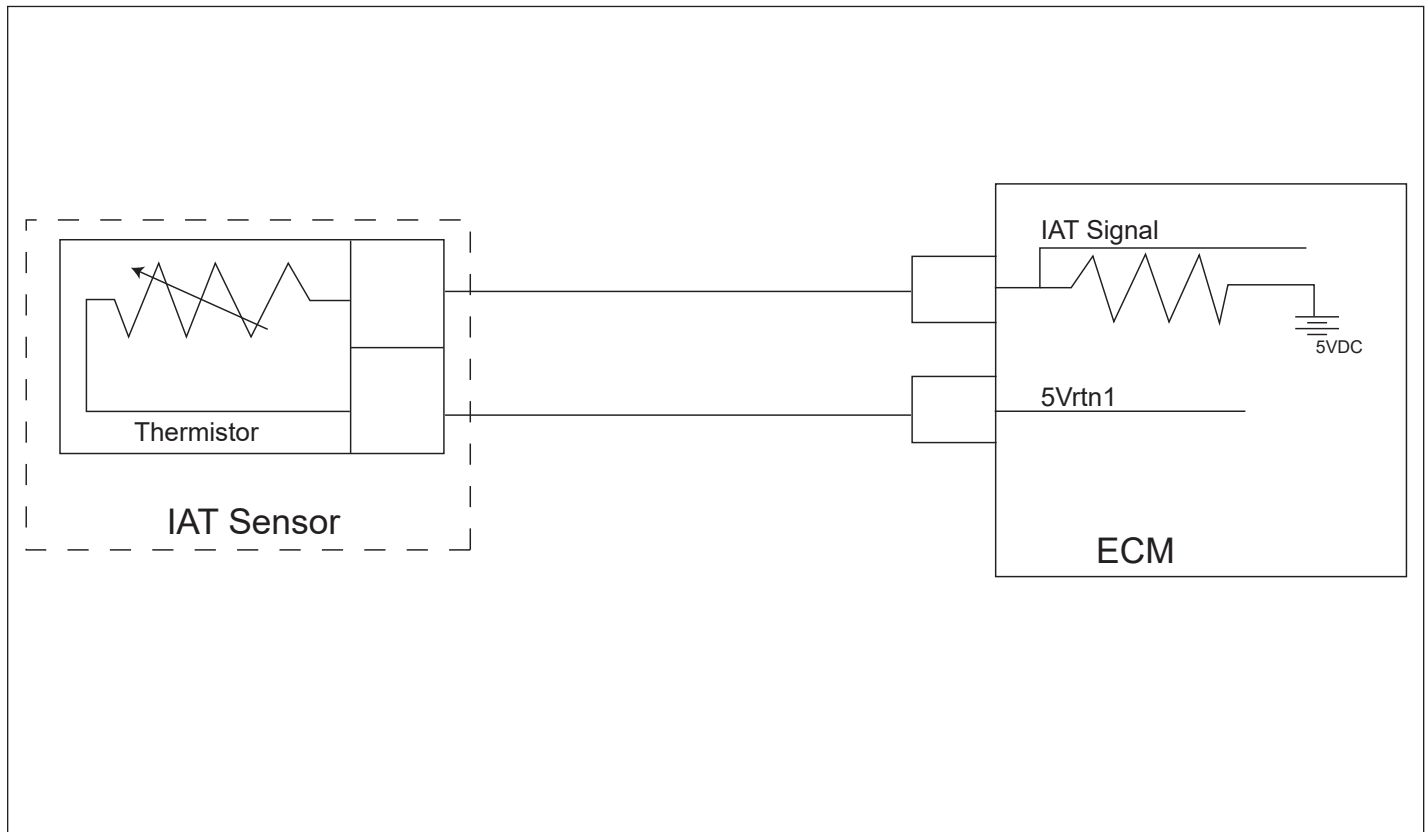 IAT Signal
5VDC
5Vrtn1
Thermistor
IAT Sensor
ECM